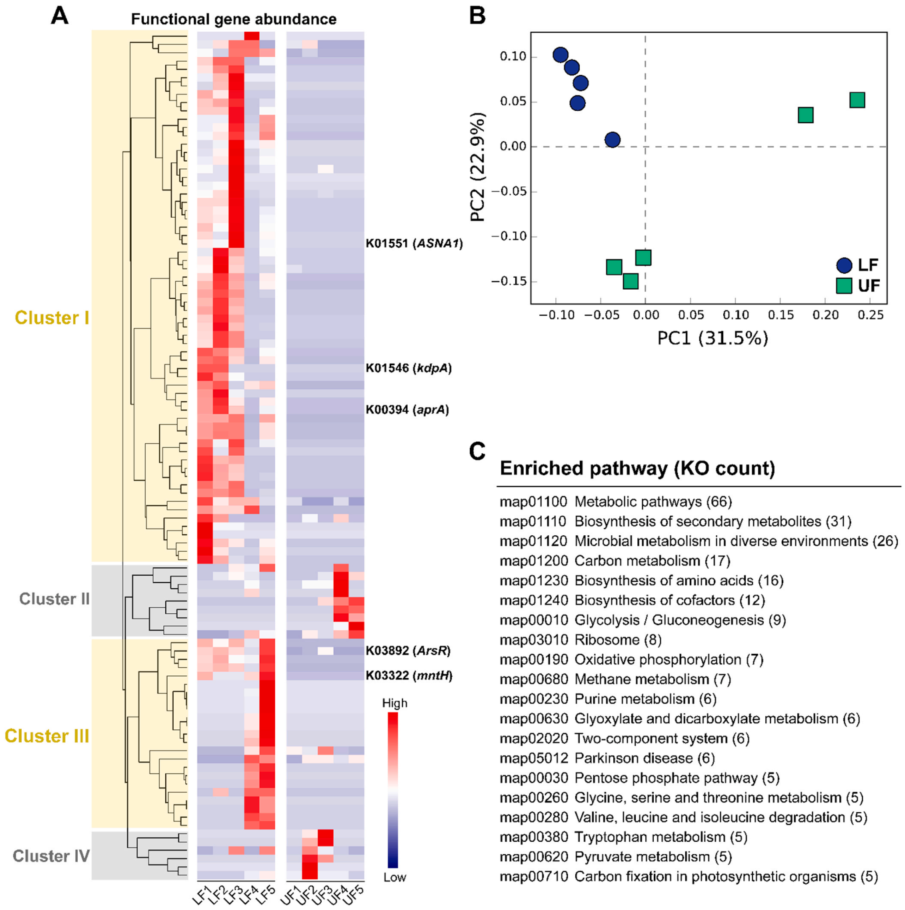 A
Functional gene abundance
Cluster I
Cluster II
Cluster III
Cluster IV
K01551 (ASNA1)
K01546 (kdpA)
K00394 (aprA)
K03892 (ArsR)
K03322 (mntH)
High
Low
LF1 LF2 LF3 LF4 LF5 UF1 UF2 UF3 UF4 UF5
B
PC2 (22.9%)
0.10
0.05
0.00
−0.05
−0.10
−0.15
LF
UF
−0.10 −0.05 0.00 0.05 0.10 0.15 0.20 0.25
PC1 (31.5%)
C
Enriched pathway (KO count)
map01100 Metabolic pathways (66)
map01110 Biosynthesis of secondary metabolites (31)
map01120 Microbial metabolism in diverse environments (26)
map01200 Carbon metabolism (17)
map01230 Biosynthesis of amino acids (16)
map01240 Biosynthesis of cofactors (12)
map00010 Glycolysis / Gluconeogenesis (9)
map03010 Ribosome (8)
map00190 Oxidative phosphorylation (7)
map00680 Methane metabolism (7)
map00230 Purine metabolism (6)
map00630 Glyoxylate and dicarboxylate metabolism (6)
map02020 Two-component system (6)
map05012 Parkinson disease (6)
map00030 Pentose phosphate pathway (5)
map00260 Glycine, serine and threonine metabolism (5)
map00280 Valine, leucine and isoleucine degradation (5)
map00380 Tryptophan metabolism (5)
map00620 Pyruvate metabolism (5)
map00710 Carbon fixation in photosynthetic organisms (5)